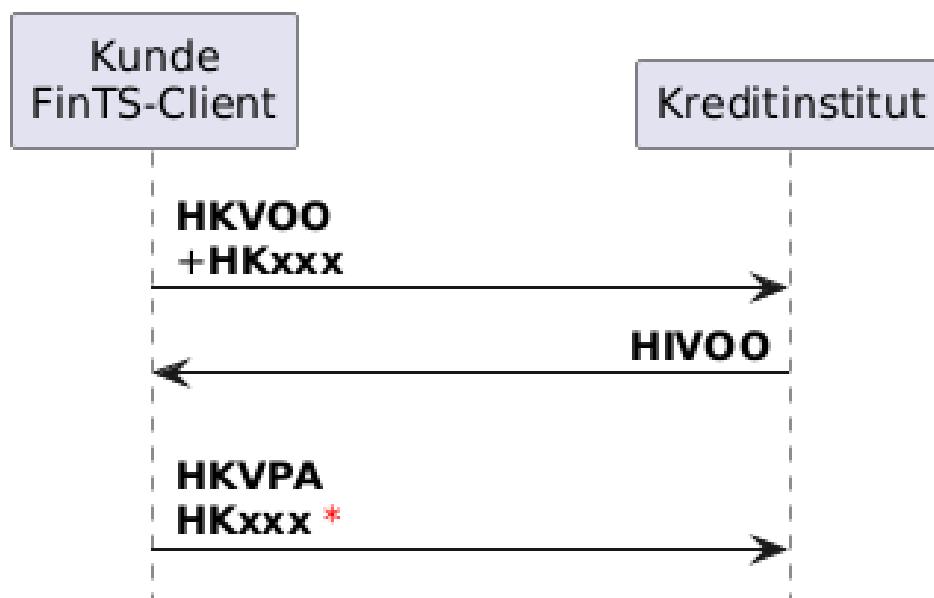 Kunde
FinTS-Client
Kreditinstitut
HKVOO
+HKxxx
HIVOO
HKVPA
HKxxx *